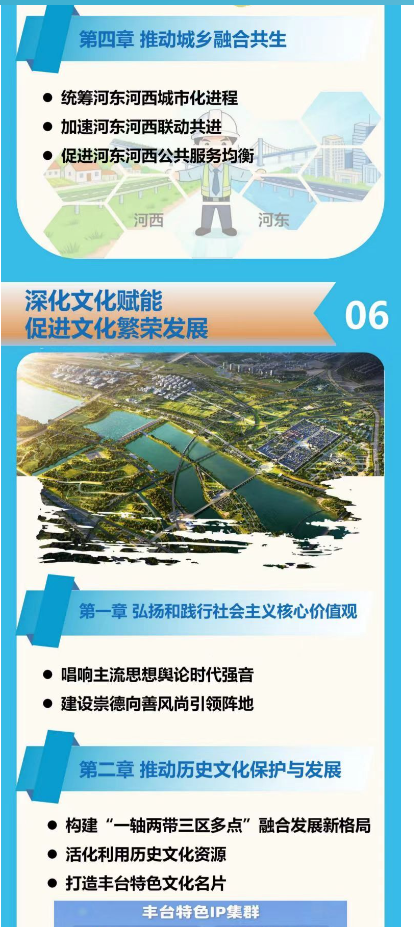 第四章 推动城乡融合共生
● 统筹河东河西城市化进程
● 加速河东河西联动共进
● 促进河东河西公共服务均衡
河西 河东
深化文化赋能
促进文化繁荣发展
06
第一章 弘扬和践行社会主义核心价值观
● 唱响主流思想舆论时代强音
● 建设崇德向善风尚引领阵地
第二章 推动历史文化保护与发展
● 构建“一轴两带三区多点”融合发展新格局
● 活化利用历史文化资源
● 打造丰台特色文化名片
丰台特色IP集群